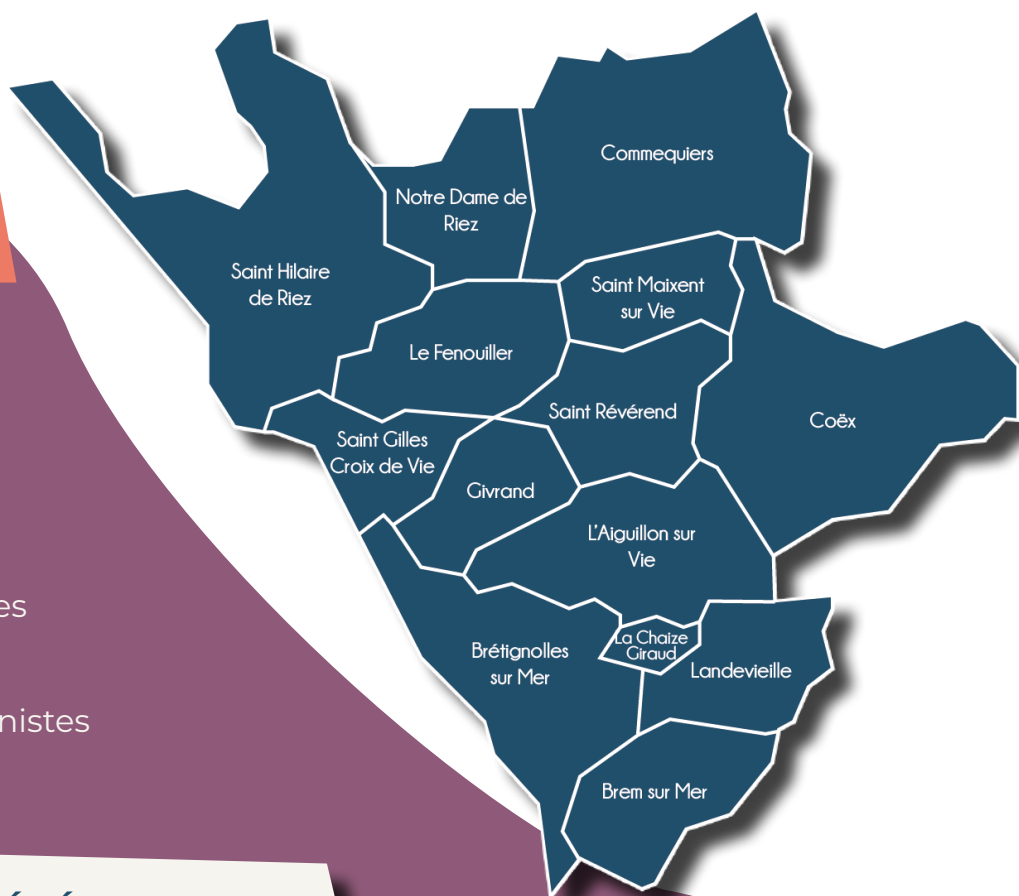 Commequiers
Notre Dame de
Riez
Saint Hilaire
de Riez
Saint Maixent
sur Vie
Le Fenouiller
Saint Révérend
Coëx
Saint Gilles
Croix de Vie
Givrand
L'Aiguillon sur
Vie
La Chaize
Giraud
Brétignolles
sur Mer
Landevieille
Brem sur Mer
es
nistes